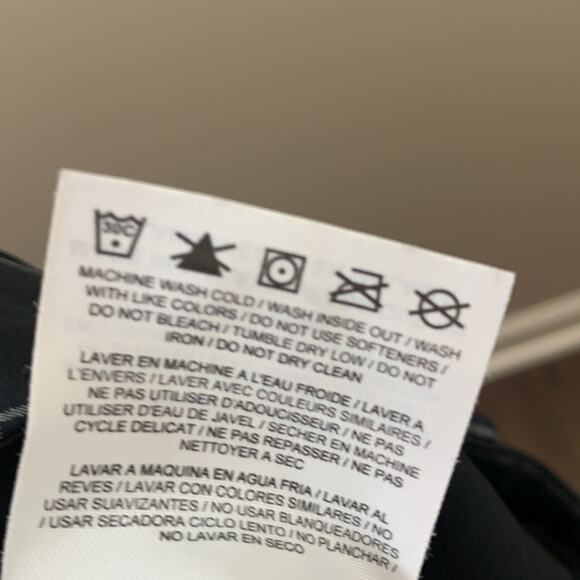 30C
MACHINE WASH COLD / WASH INSIDE OUT / WASH
WITH LIKE COLORS / DO NOT USE SOFTENERS /
DO NOT BLEACH / TUMBLE DRY LOW / DO NOT
IRON / DO NOT DRY CLEAN
LAVER EN MACHINE A L'EAU FROIDE / LAVER A
L'ENVERS / LAVER AVEC COULEURS SIMILAIRES /
NE PAS UTILISER D'ADOUCISSEUR / NE PAS
UTILISER D'EAU DE JAVEL / SECHER EN MACHINE
CYCLE DELICAT / NE PAS REPASSER / NE PAS
NETTOYER A SEC
LAVAR A MAQUINA EN AGUA FRIA / LAVAR AL
REVES / LAVAR CON COLORES SIMILARES / NO
USAR SUAVIZANTES / NO USAR BLANQUEADORES
/ USAR SECADORA CICLO LENTO / NO PLANCHAR /
NO LAVAR EN SECO